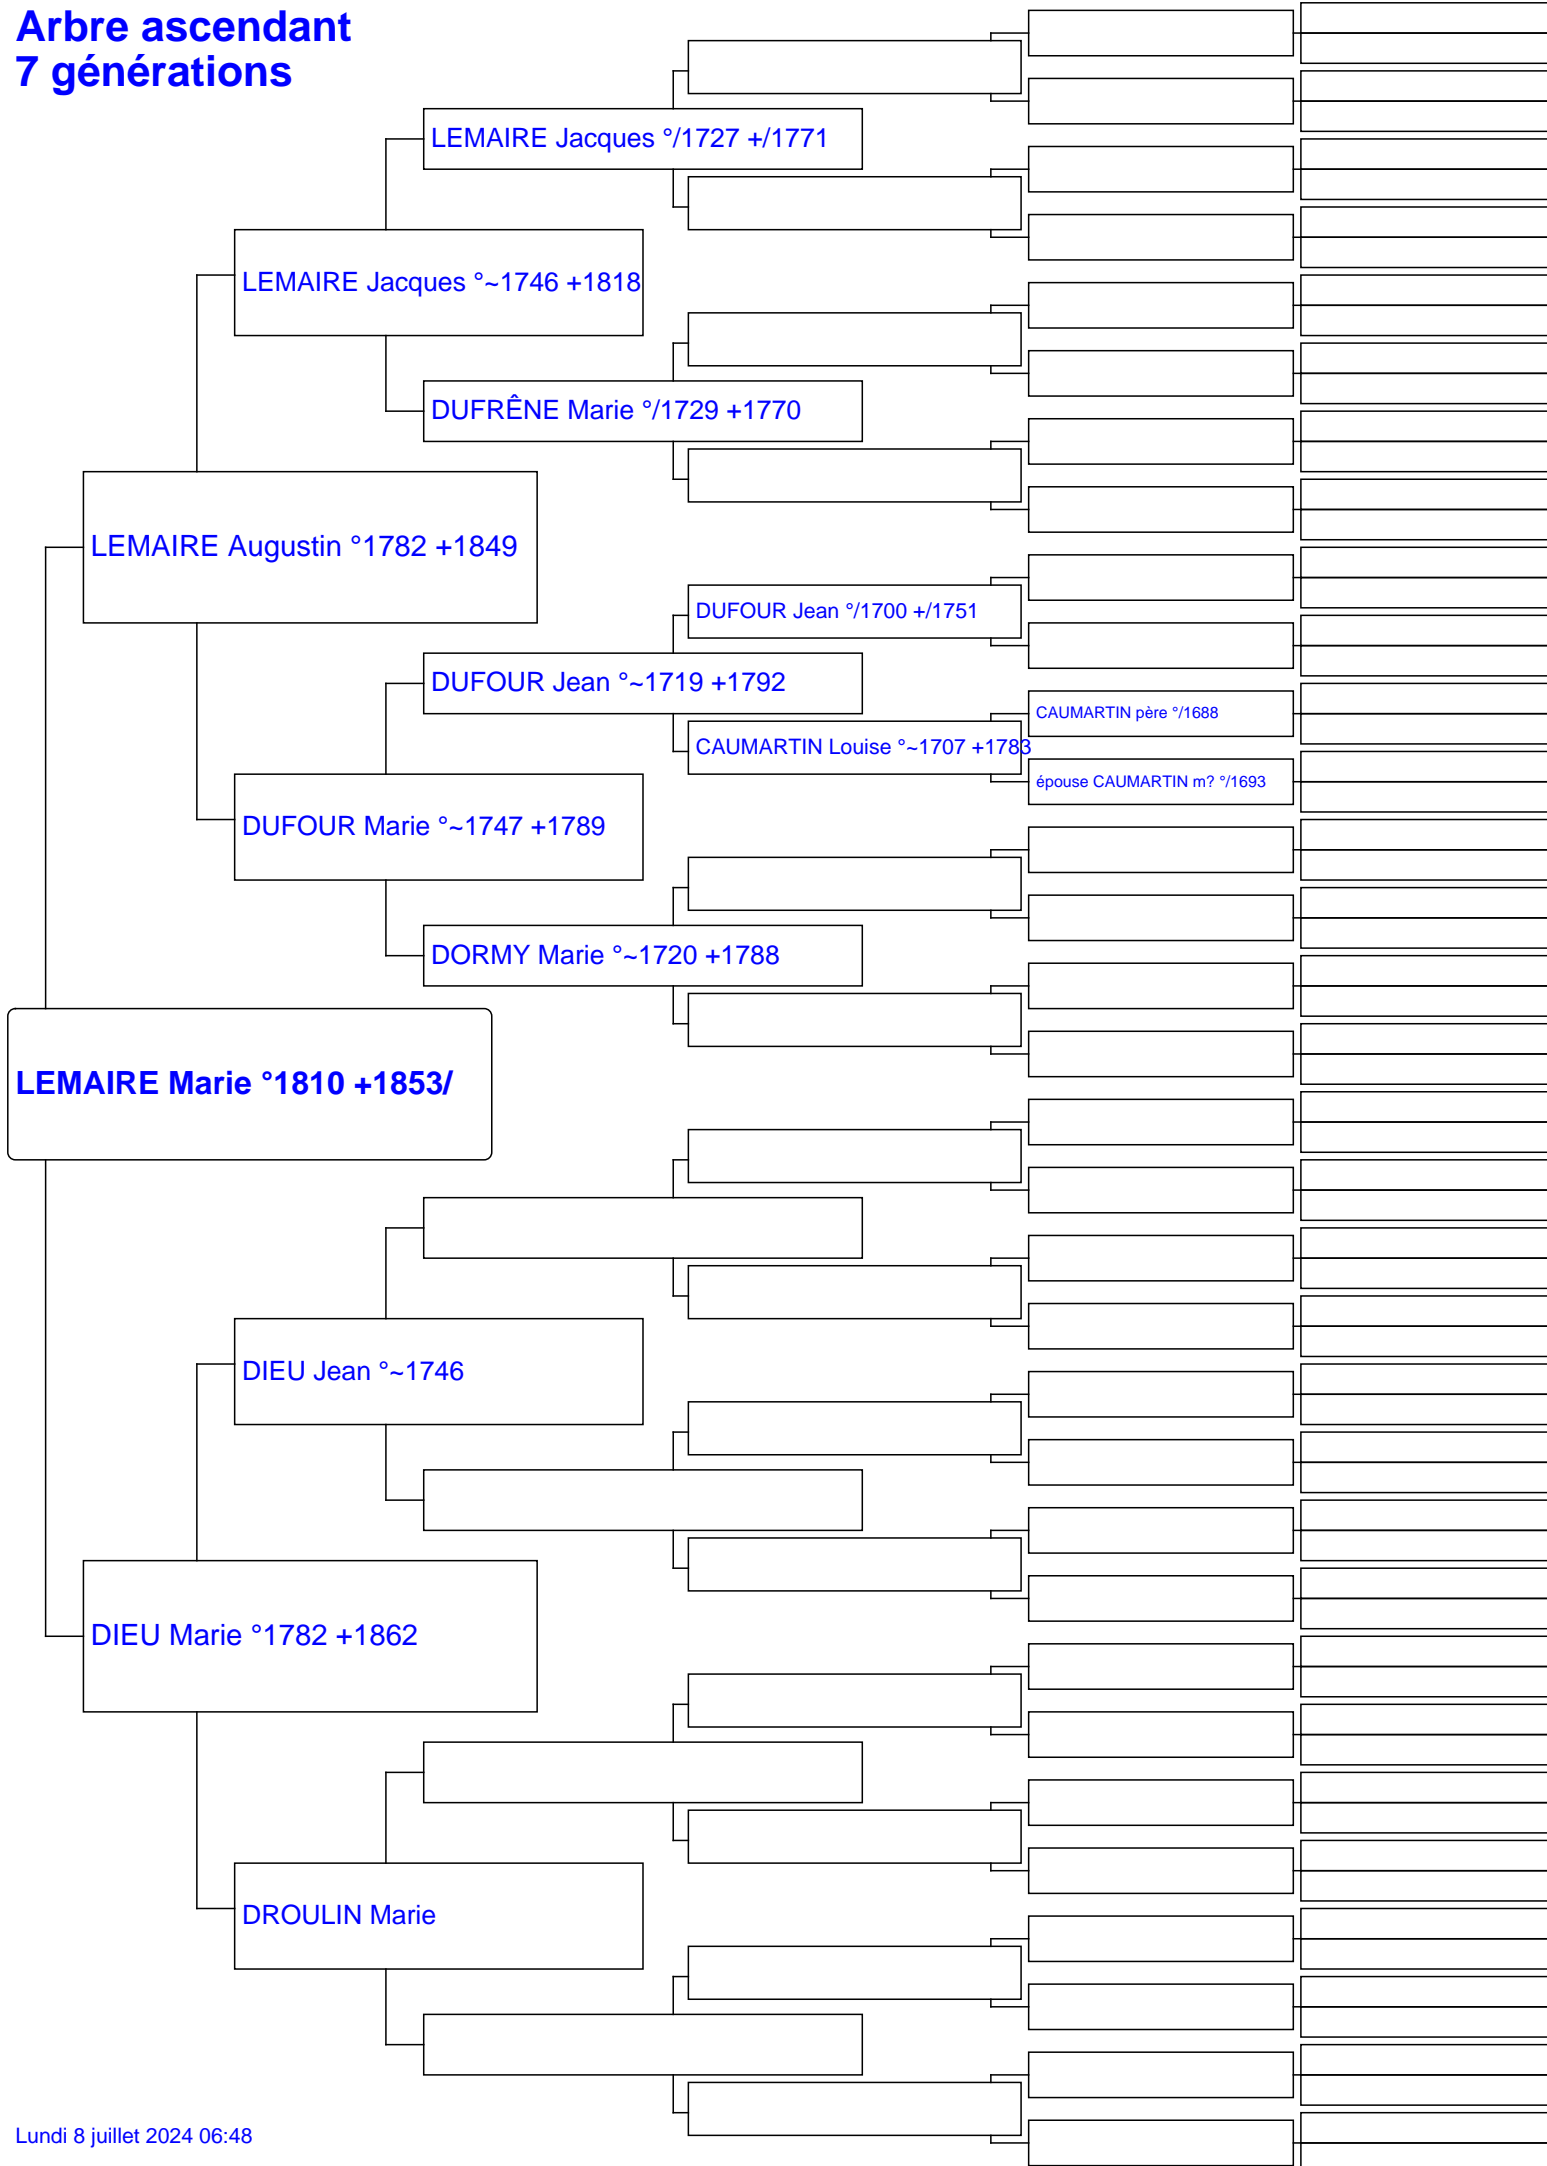 Arbre ascendant
7 générations
LEMAIRE Jacques °/1727 +/1771
LEMAIRE Jacques °~1746 +1818
DUFRÊNE Marie °/1729 +1770
LEMAIRE Augustin °1782 +1849
DUFOUR Jean °/1700 +/1751
DUFOUR Jean °~1719 +1792
CAUMARTIN père °/1688
CAUMARTIN Louise °~1707 +1783
épouse CAUMARTIN m? °/1693
DUFOUR Marie °~1747 +1789
DORMY Marie °~1720 +1788
LEMAIRE Marie °1810 +1853/
DIEU Jean °~1746
DIEU Marie °1782 +1862
DROULIN Marie
Lundi 8 juillet 2024 06:48